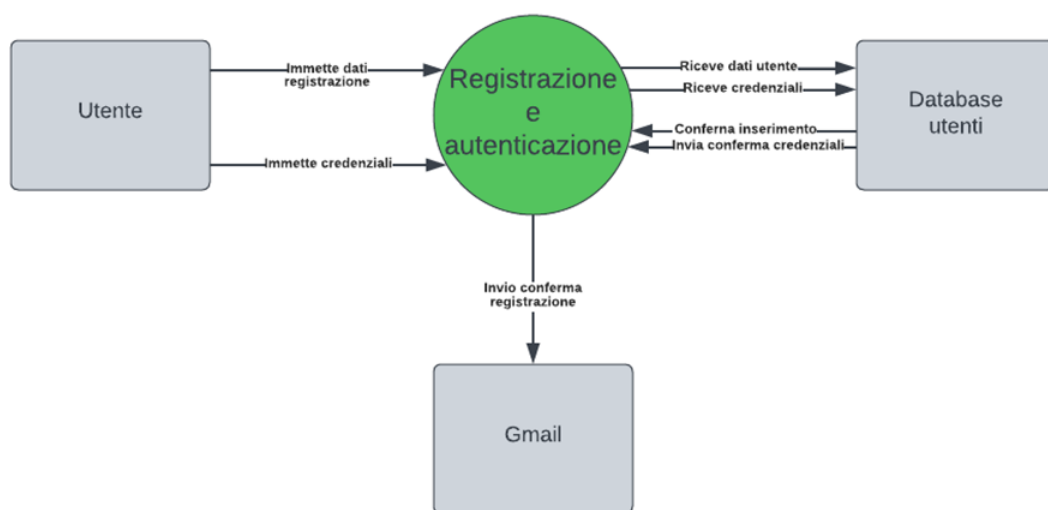 Utente
Immette dati
registrazione
Immette credenziali
Registrazione
e
autenticazione
Riceve dati utente
Riceve credenziali
Conferna inserimento
Invia conferma credenziali
Database
utenti
Invio conferma
registrazione
Gmail